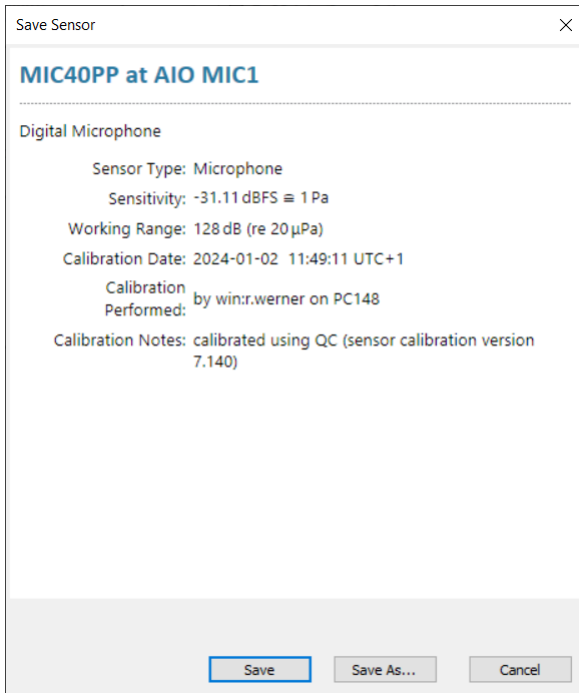 Save Sensor
MIC40PP at AIO MIC1
Digital Microphone
Sensor Type: Microphone
Sensitivity: -31.11 dBFS ≅ 1 Pa
Working Range: 128 dB (re 20 µPa)
Calibration Date: 2024-01-02 11:49:11 UTC+1
Calibration
Performed: by win:r.werner on PC148
Calibration Notes: calibrated using QC (sensor calibration version
7.140)
Save Save As... Cancel